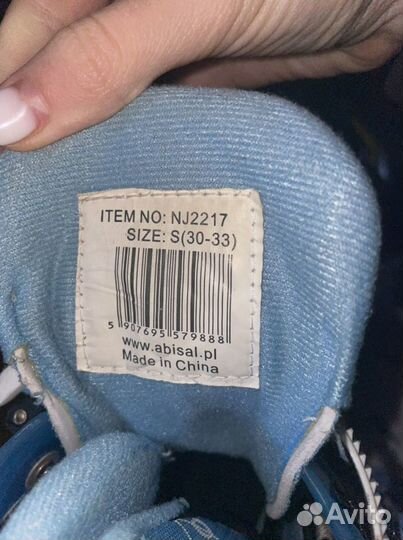 ITEM NO: NJ2217
SIZE: S(30-33)
5 907695 579888
www.abisal.pl
Made in China
Avito